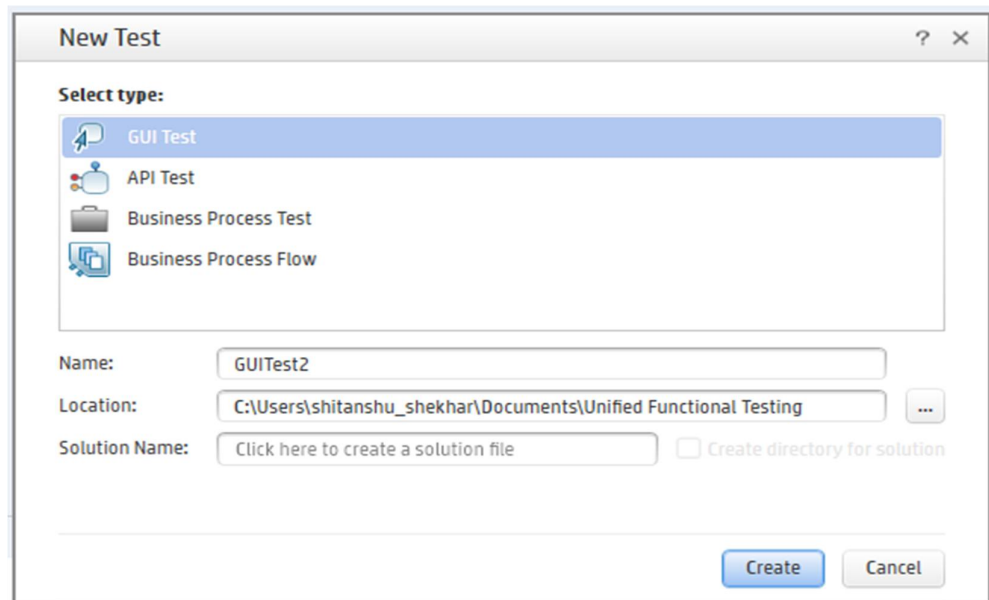 New Test ? ×
Select type:
GUI Test
API Test
Business Process Test
Business Process Flow
Name: GUITest2
Location: C:\Users\shitanshu_shekhar\Documents\Unified Functional Testing ...
Solution Name: Click here to create a solution file Create directory for solution
Create Cancel